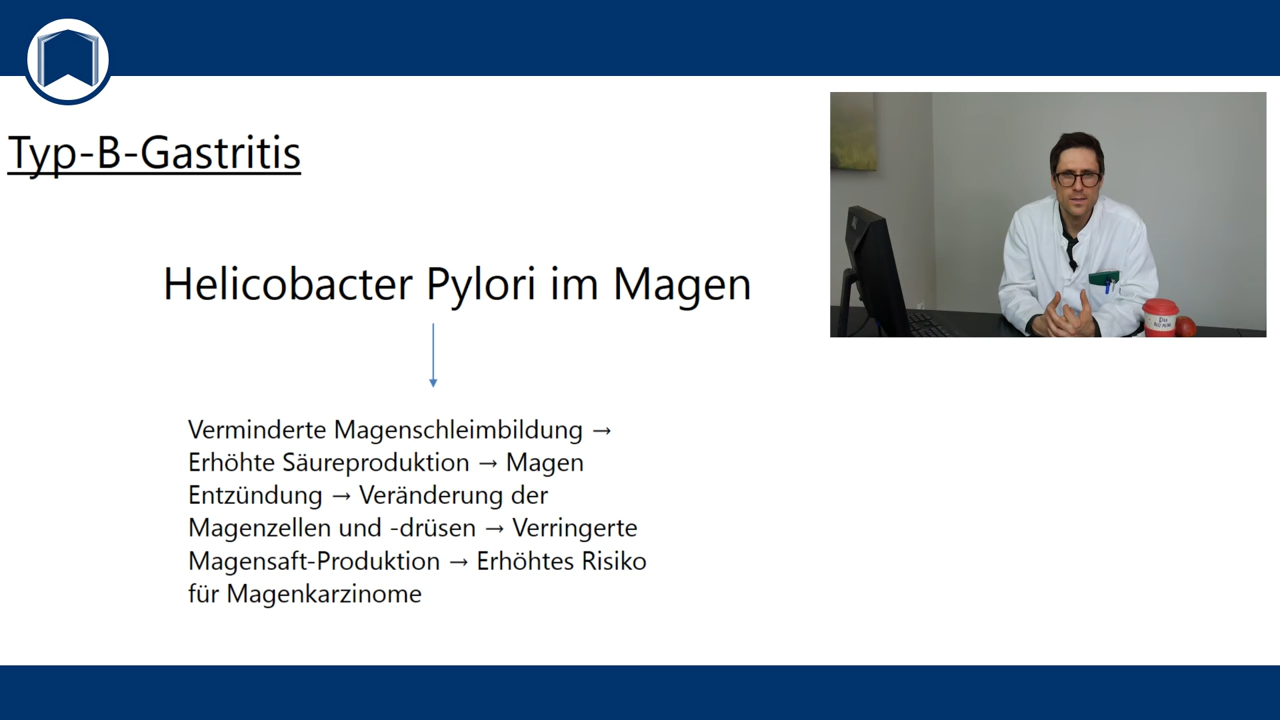 Typ-B-Gastritis
Helicobacter Pylori im Magen
Verminderte Magenschleimbildung →
Erhöhte Säureproduktion → Magen
Entzündung → Veränderung der
Magenzellen und -drüsen → Verringerte
Magensaft-Produktion → Erhöhtes Risiko
für Magenkarzinome